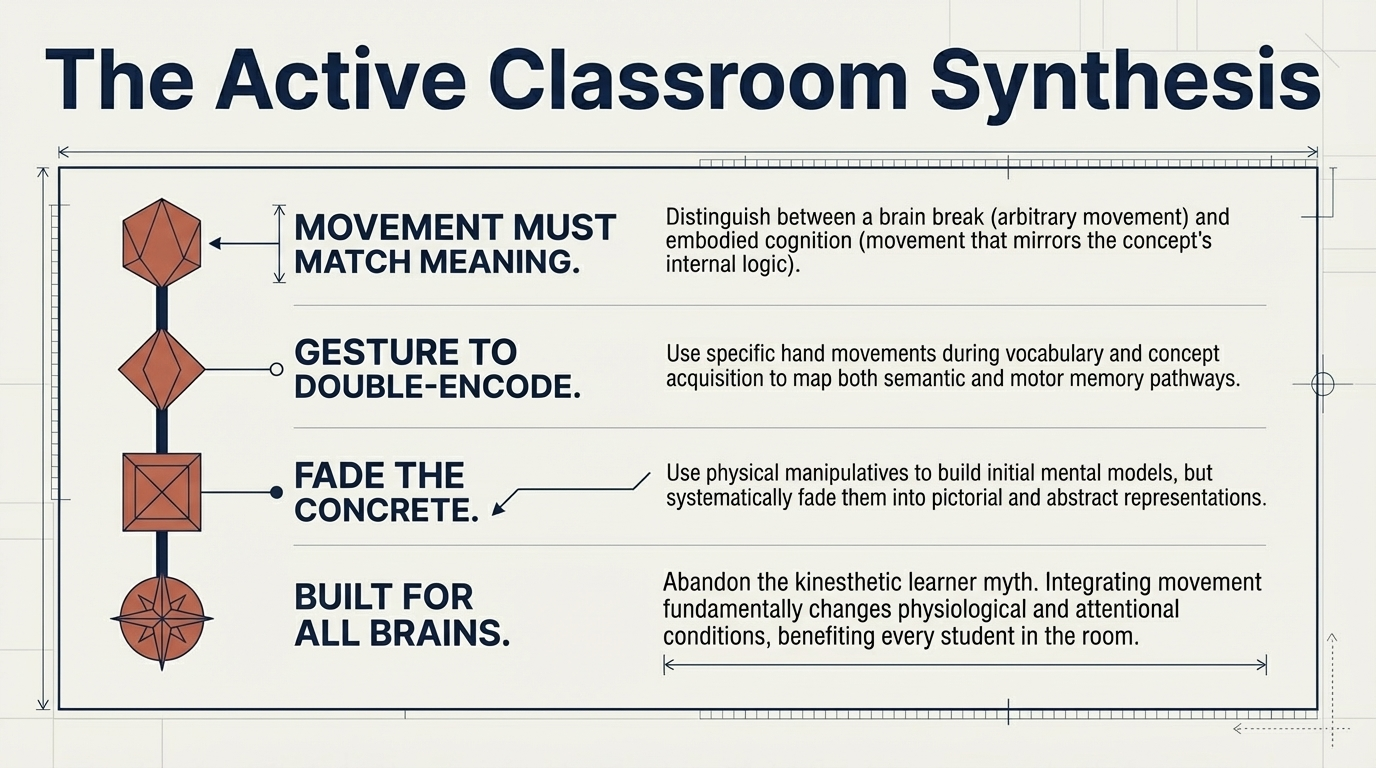 The Active Classroom Synthesis
MOVEMENT MUST
MATCH MEANING.
Distinguish between a brain break (arbitrary movement) and
embodied cognition (movement that mirrors the concept's
internal logic).
GESTURE TO
DOUBLE-ENCODE.
Use specific hand movements during vocabulary and concept
acquisition to map both semantic and motor memory pathways.
FADE THE
CONCRETE.
Use physical manipulatives to build initial mental models, but
systematically fade them into pictorial and abstract representations.
BUILT FOR
ALL BRAINS.
Abandon the kinesthetic learner myth. Integrating movement
fundamentally changes physiological and attentional
conditions, benefiting every student in the room.